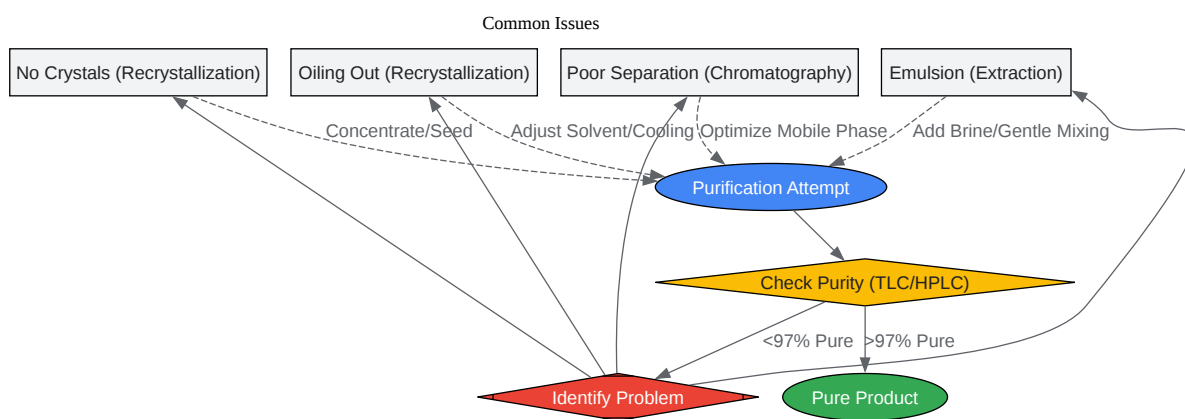 Common Issues
No Crystals (Recrystallization)
Oiling Out (Recrystallization)
Poor Separation (Chromatography)
Emulsion (Extraction)
Concentrate/Seed
Adjust Solvent/Cooling
Optimize Mobile Phase
Add Brine/Gentle Mixing
Purification Attempt
Check Purity (TLC/HPLC)
<97% Pure
>97% Pure
Identify Problem
Pure Product